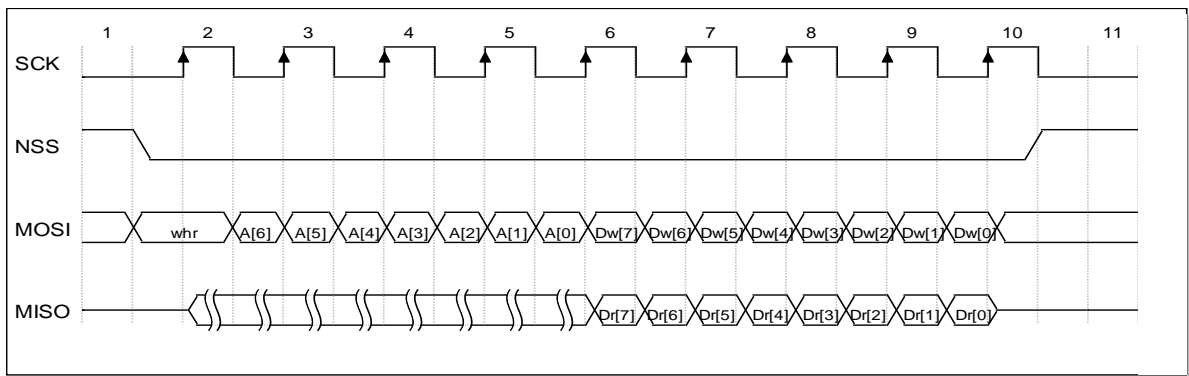 1 2 3 4 5 6 7 8 9 10 11
SCK
NSS
MOSI whr A[6] A[5] A[4] A[3] A[2] A[1] A[0] Dw[7] Dw[6] Dw[5] Dw[4] Dw[3] Dw[2] Dw[1] Dw[0]
MISO Dr[7] Dr[6] Dr[5] Dr[4] Dr[3] Dr[2] Dr[1] Dr[0]